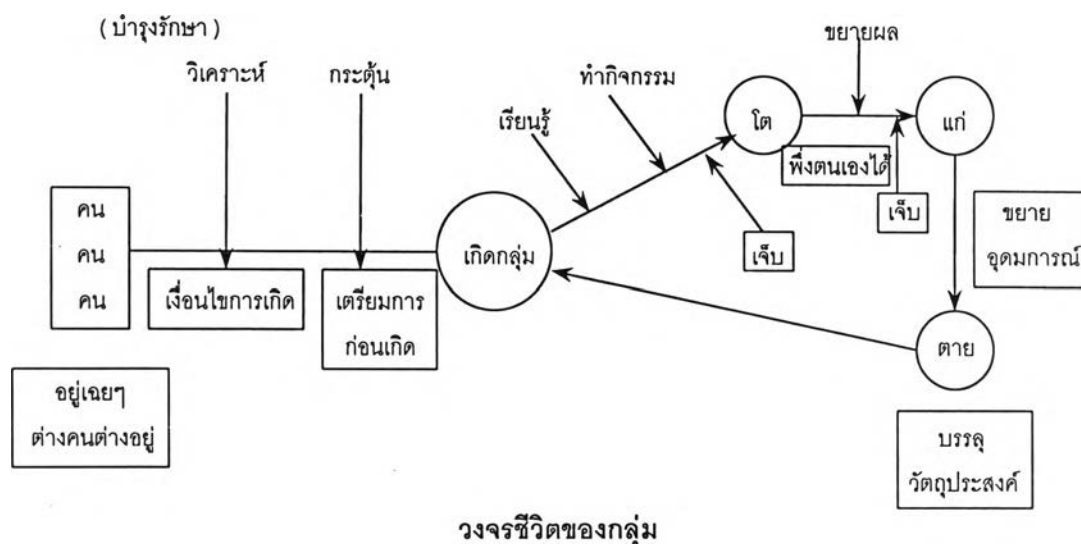 (บำรุงรักษา)
วิเคราะห์
กระตุ้น
เรียนรู้
ทำกิจกรรม
ขยายผล
โต
แก่
พึ่งตนเองได้
เจ็บ
เจ็บ
คน
คน
คน
เกิดกลุ่ม
เงื่อนไขการเกิด
เตรียมการ
ก่อนเกิด
ขยาย
อุดมการณ์
ตาย
อยู่เฉยๆ
ต่างคนต่างอยู่
บรรลุ
วัตถุประสงค์
วงจรชีวิตของกลุ่ม